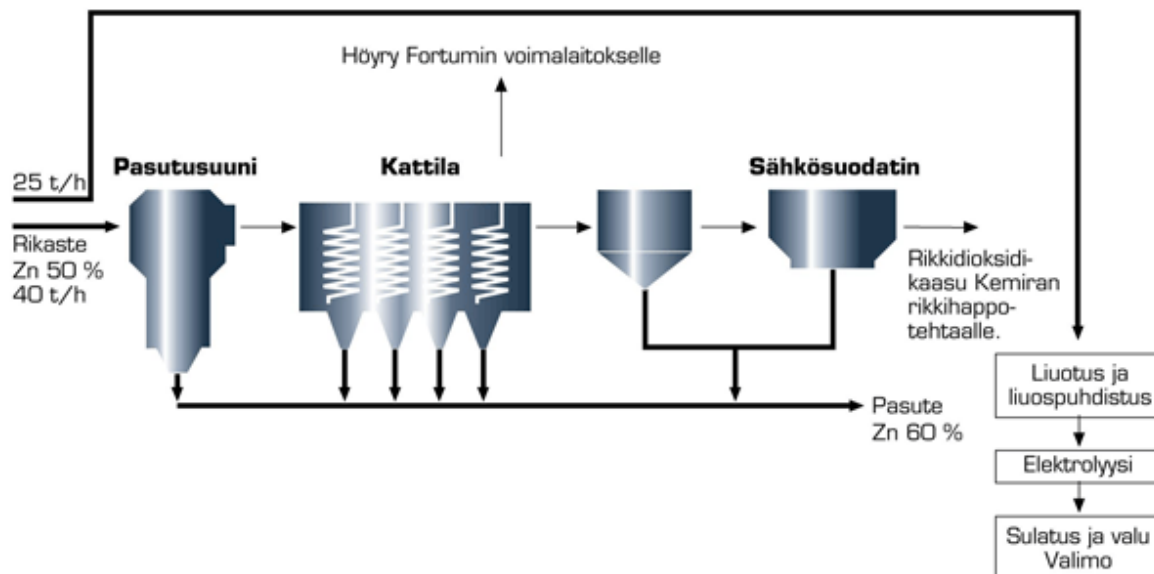 Höyry Fortumin voimalaitokselle
Pasutusuuni
Kattila
Sähkösuodatin
25 t/h
Rikaste
Zn 50 %
40 t/h
Rikkidioksidi-
kaasu Kemiran
rikkihappo-
tehtaalle.
Pasute
Zn 60 %
Liuotus ja
liuospuhdistus
Elektrolyysi
Sulatus ja valu
Valimo